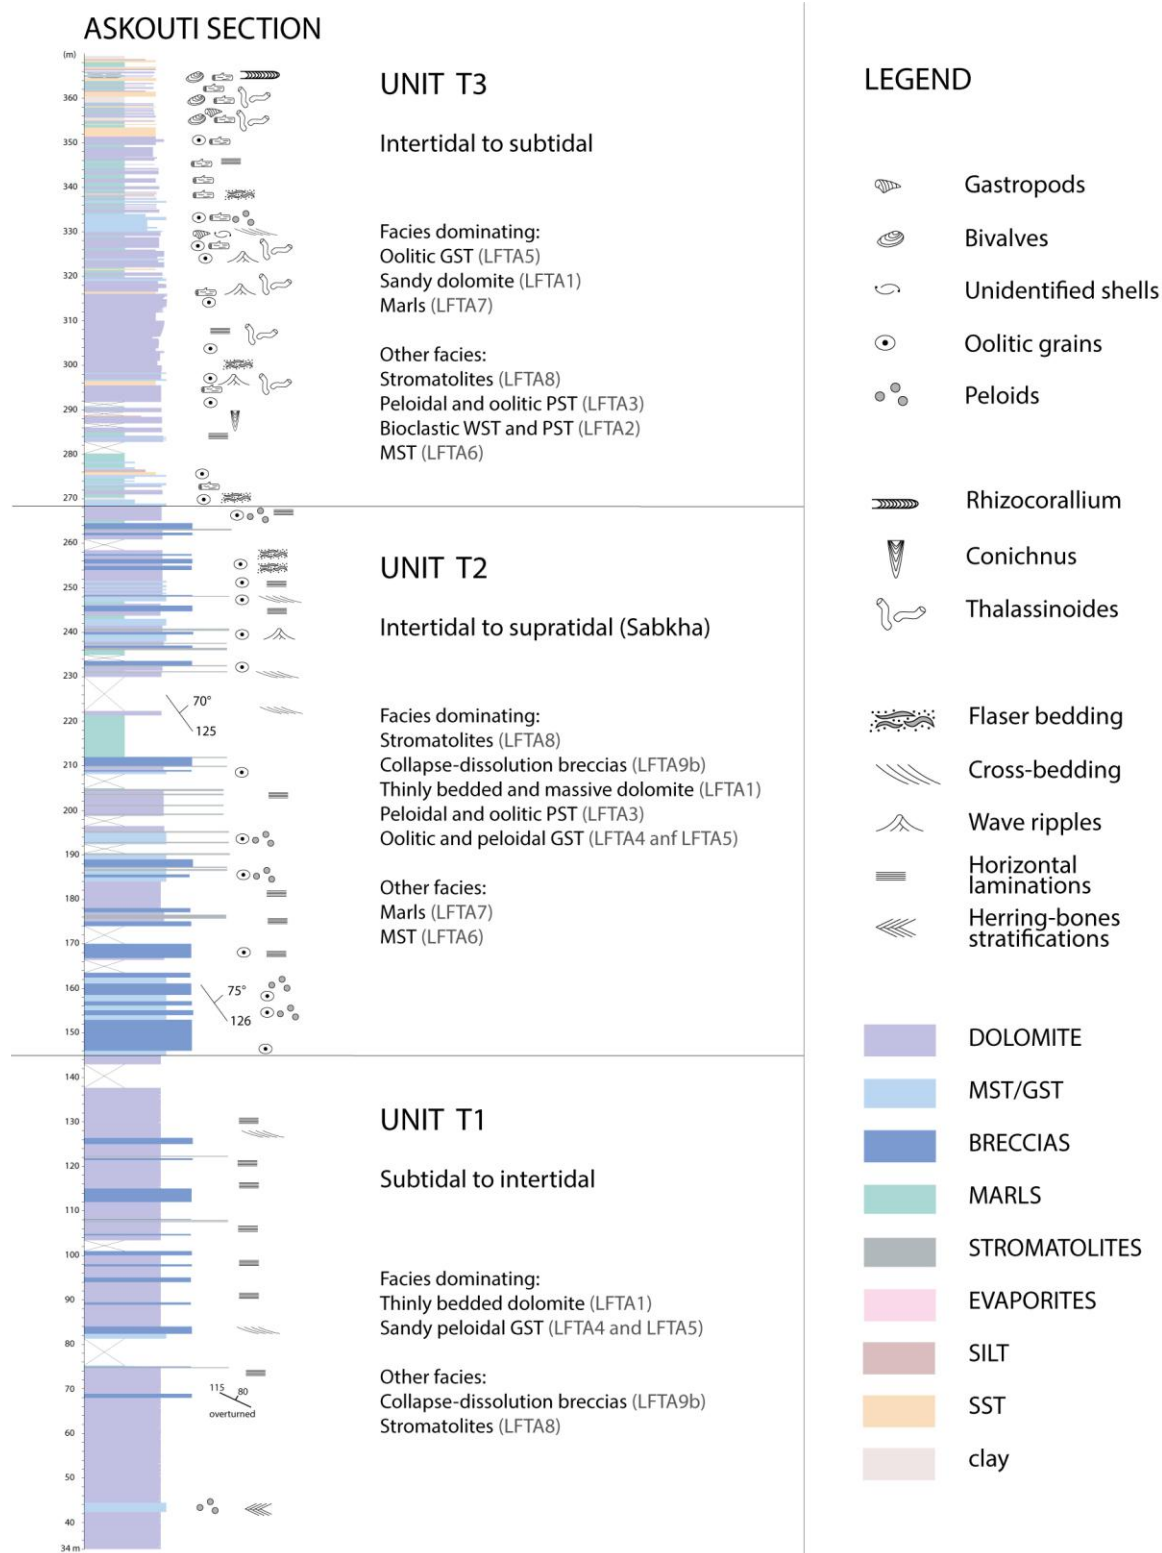 ASKOUTI SECTION
(m)
360
350
340
330
320
310
300
290
280
270
UNIT T3
Intertidal to subtidal
Facies dominating:
Oolitic GST (LFTA5)
Sandy dolomite (LFTA1)
Marls (LFTA7)
Other facies:
Stromatolites (LFTA8)
Peloidal and oolitic PST (LFTA3)
Bioclastic WST and PST (LFTA2)
MST (LFTA6)
260
250
240
230
220
210
200
190
180
170
160
150
70°
125
75°
126
UNIT T2
Intertidal to supratidal (Sabkha)
Facies dominating:
Stromatolites (LFTA8)
Collapse-dissolution breccias (LFTA9b)
Thinly bedded and massive dolomite (LFTA1)
Peloidal and oolitic PST (LFTA3)
Oolitic and peloidal GST (LFTA4 anf LFTA5)
Other facies:
Marls (LFTA7)
MST (LFTA6)
140
130
120
110
100
90
80
70
60
50
40
34 m
115
80
overturned
UNIT T1
Subtidal to intertidal
Facies dominating:
Thinly bedded dolomite (LFTA1)
Sandy peloidal GST (LFTA4 and LFTA5)
Other facies:
Collapse-dissolution breccias (LFTA9b)
Stromatolites (LFTA8)
LEGEND
Gastropods
Bivalves
Unidentified shells
Oolitic grains
Peloids
Rhizocorallium
Conichnus
Thalassinoides
Flaser bedding
Cross-bedding
Wave ripples
Horizontal
laminations
Herring-bones
stratifications
DOLOMITE
MST/GST
BRECCIAS
MARLS
STROMATOLITES
EVAPORITES
SILT
SST
clay